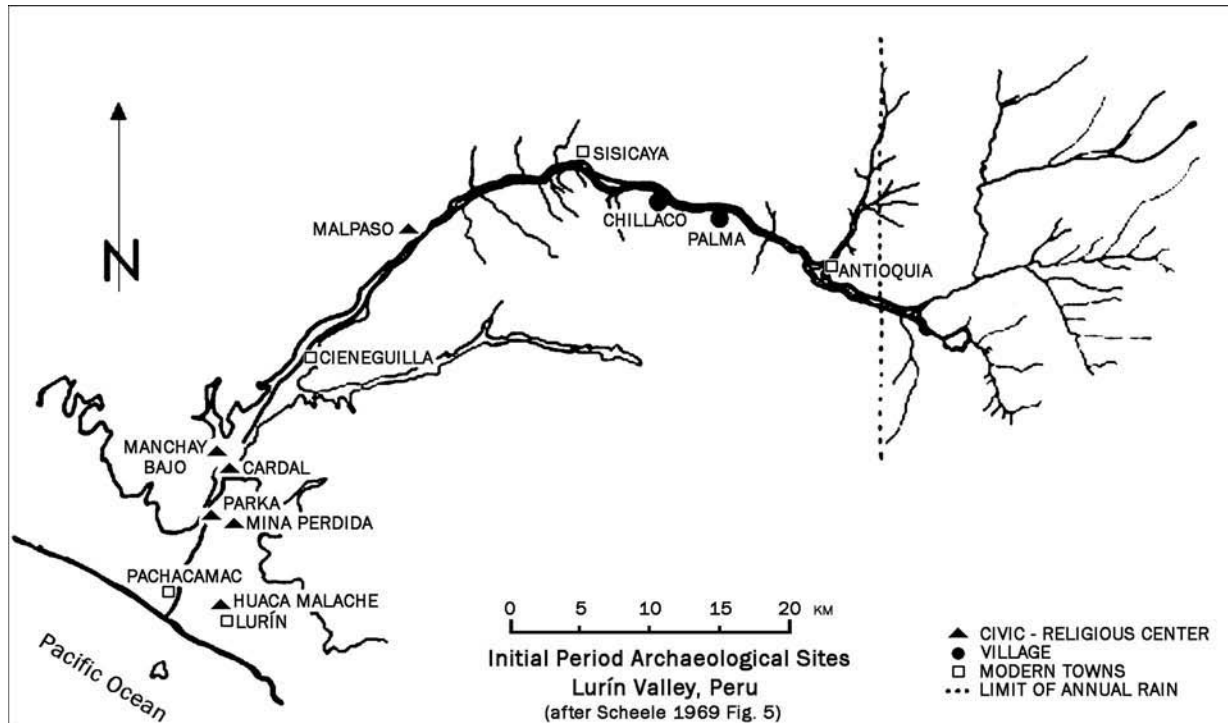 SISICAYA
CHILLACO
PALMA
MALPASO
N
ANTIOQUIA
CIENEGUILLA
MANCHAY
BAJO
CARDAL
PARKA
MINA PERDIDA
PACHACAMAC
HUACA MALACHE
LURÍN
Pacific Ocean
0 5 10 15 20 KM
Initial Period Archaeological Sites
Lurín Valley, Peru
(after Scheele 1969 Fig. 5)
CIVIC - RELIGIOUS CENTER
VILLAGE
MODERN TOWNS
LIMIT OF ANNUAL RAIN